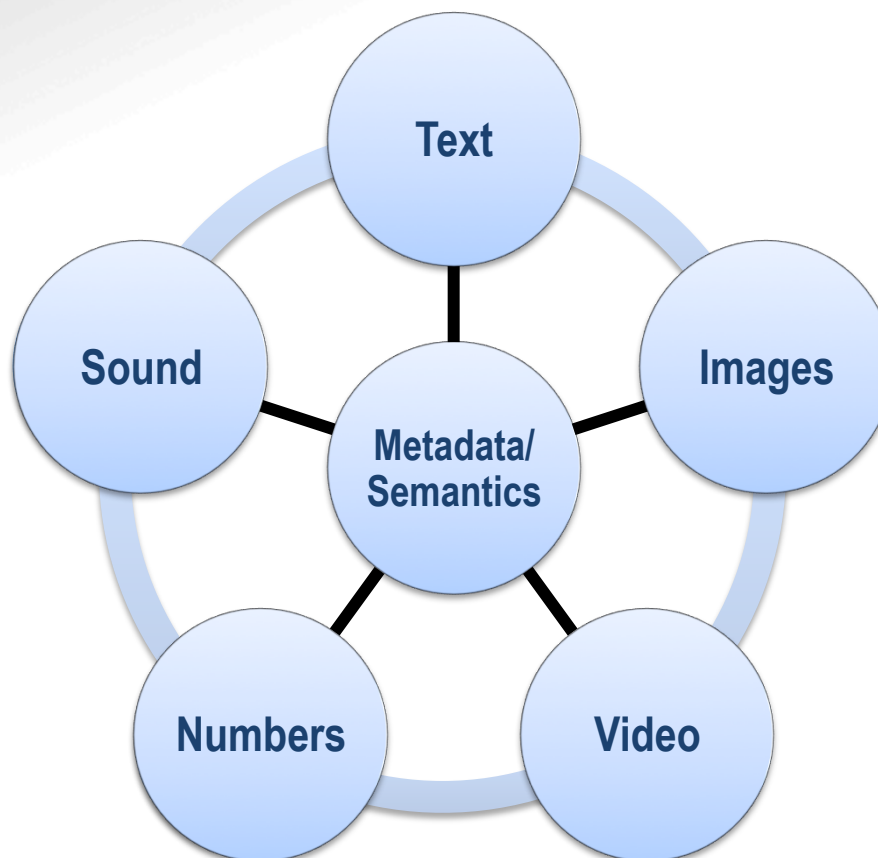 Text
Sound
Images
Metadata/
Semantics
Numbers
Video